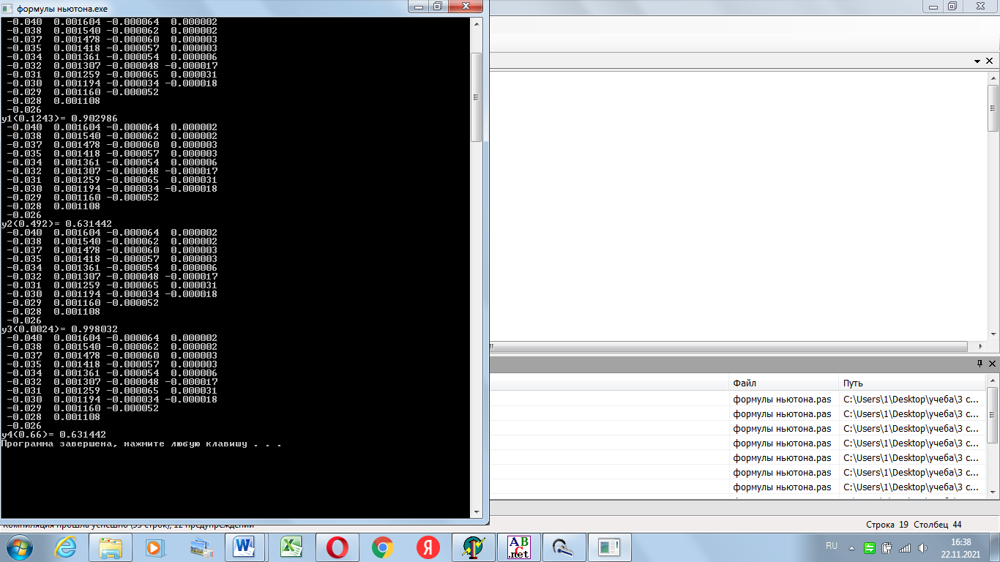 формулы ньютона.exe
-0.040 0.001604 -0.000064 0.000002
-0.038 0.001540 -0.000062 0.000002
-0.037 0.001478 -0.000060 0.000003
-0.035 0.001418 -0.000057 0.000003
-0.034 0.001361 -0.000054 0.000006
-0.032 0.001307 -0.000048 -0.000017
-0.031 0.001259 -0.000065 0.000031
-0.030 0.001194 -0.000034 -0.000018
-0.029 0.001160 -0.000052
-0.028 0.001108
-0.026
y1(0.1243)= 0.902986
-0.040 0.001604 -0.000064 0.000002
-0.038 0.001540 -0.000062 0.000002
-0.037 0.001478 -0.000060 0.000003
-0.035 0.001418 -0.000057 0.000003
-0.034 0.001361 -0.000054 0.000006
-0.032 0.001307 -0.000048 -0.000017
-0.031 0.001259 -0.000065 0.000031
-0.030 0.001194 -0.000034 -0.000018
-0.029 0.001160 -0.000052
-0.028 0.001108
-0.026
y2(0.492)= 0.631442
-0.040 0.001604 -0.000064 0.000002
-0.038 0.001540 -0.000062 0.000002
-0.037 0.001478 -0.000060 0.000003
-0.035 0.001418 -0.000057 0.000003
-0.034 0.001361 -0.000054 0.000006
-0.032 0.001307 -0.000048 -0.000017
-0.031 0.001259 -0.000065 0.000031
-0.030 0.001194 -0.000034 -0.000018
-0.029 0.001160 -0.000052
-0.028 0.001108
-0.026
y3(0.0024)= 0.998032
-0.040 0.001604 -0.000064 0.000002
-0.038 0.001540 -0.000062 0.000002
-0.037 0.001478 -0.000060 0.000003
-0.035 0.001418 -0.000057 0.000003
-0.034 0.001361 -0.000054 0.000006
-0.032 0.001307 -0.000048 -0.000017
-0.031 0.001259 -0.000065 0.000031
-0.030 0.001194 -0.000034 -0.000018
-0.029 0.001160 -0.000052
-0.028 0.001108
-0.026
y4(0.66)= 0.631442
Программа завершена, нажмите любую клавишу . . .
Файл Путь
формулы ньютона.pas C:\Users\1\Desktop\учеба\3 с...
формулы ньютона.pas C:\Users\1\Desktop\учеба\3 с...
формулы ньютона.pas C:\Users\1\Desktop\учеба\3 с...
формулы ньютона.pas C:\Users\1\Desktop\учеба\3 с...
формулы ньютона.pas C:\Users\1\Desktop\учеба\3 с...
формулы ньютона.pas C:\Users\1\Desktop\учеба\3 с...
формулы ньютона.pas C:\Users\1\Desktop\учеба\3 с...
Компиляция прошла успешно (55 строк), 12 предупреждений
Строка 19 Столбец 44
ABC.net
RU
16:38
22.11.2021